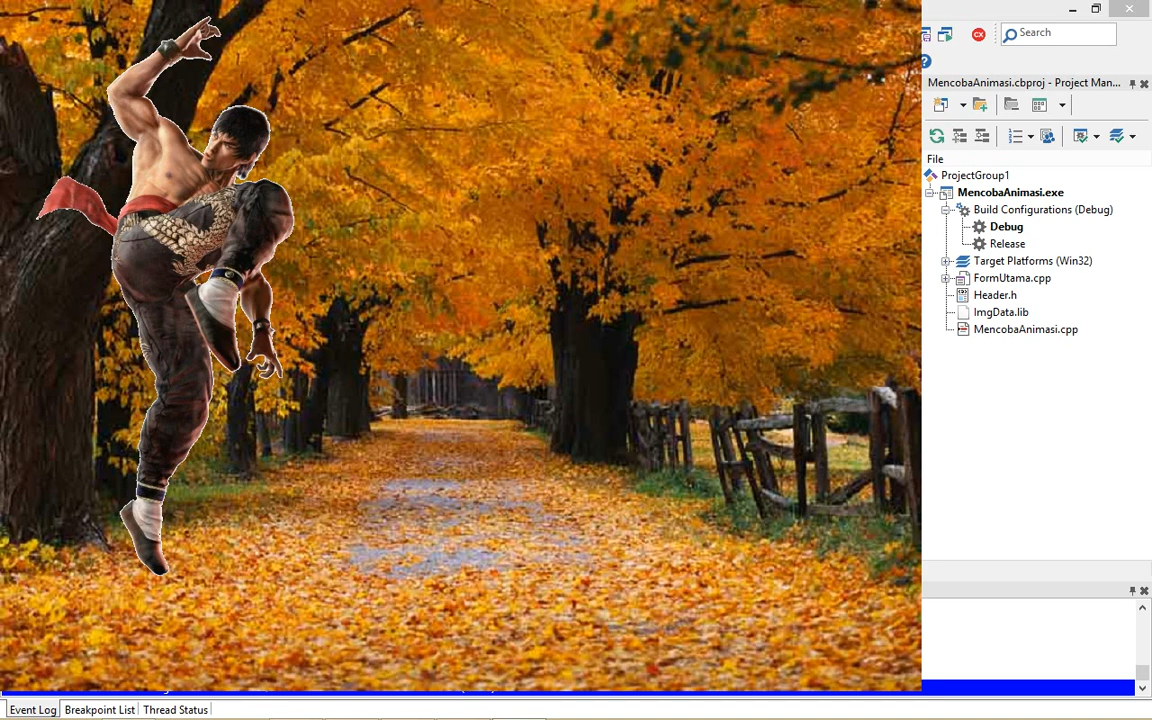 CX
Search
?
MencobaAnimasi.cbproj - Project Man...
File
ProjectGroup1
MencobaAnimasi.exe
Build Configurations (Debug)
Debug
Release
Target Platforms (Win32)
FormUtama.cpp
Header.h
ImgData.lib
MencobaAnimasi.cpp
Event Log
Breakpoint List
Thread Status